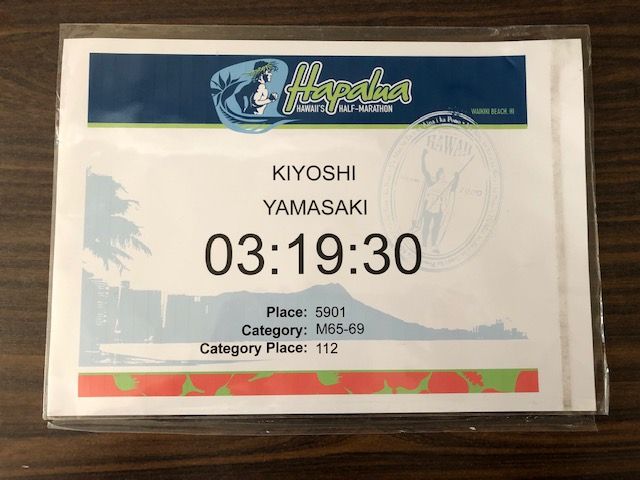 Hapalua
HAWAII'S HALF-MARATHON
WAIKIKI BEACH, HI
HAWAII
KIYOSHI
YAMASAKI
03:19:30
Place: 5901
Category: M65-69
Category Place: 112